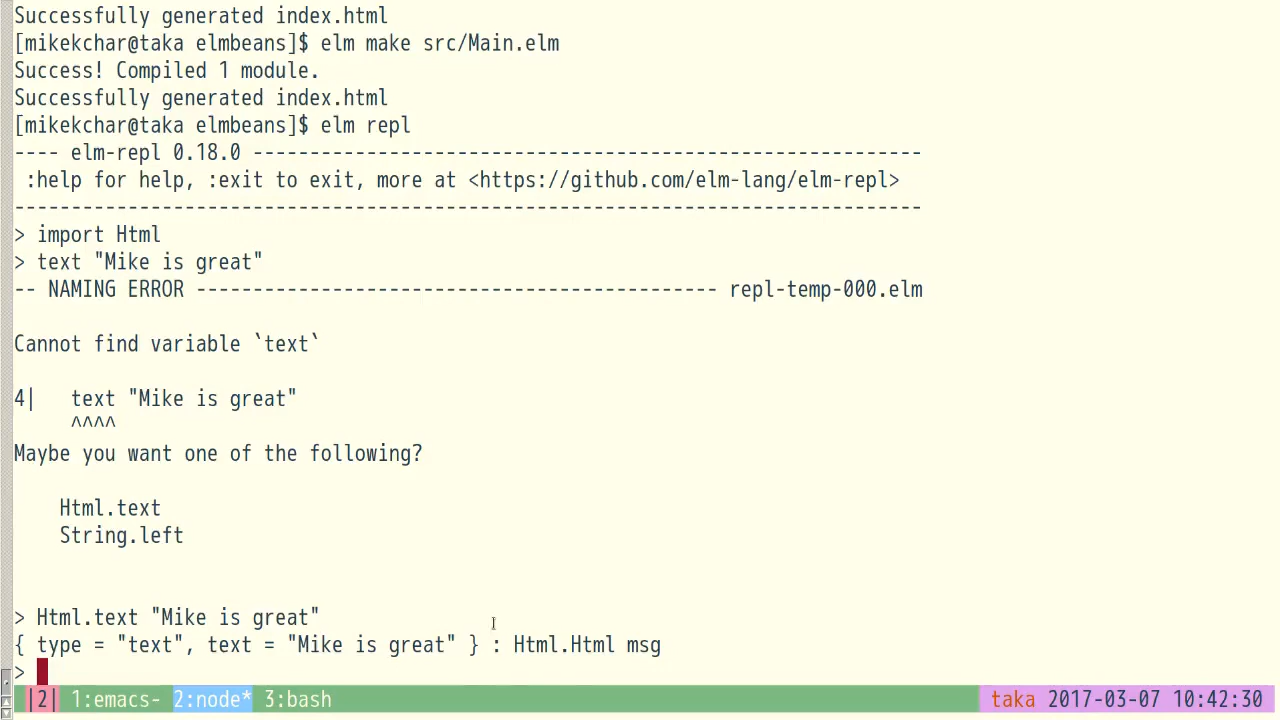 Successfully generated index.html
[mikekchar@taka elmbeans]$ elm make src/Main.elm
Success! Compiled 1 module.
Successfully generated index.html
[mikekchar@taka elmbeans]$ elm repl
---- elm-repl 0.18.0 -----------------------------------------------------------
 :help for help, :exit to exit, more at <https://github.com/elm-lang/elm-repl>
--------------------------------------------------------------------------------
> import Html
> text "Mike is great"
-- NAMING ERROR ---------------------------------------------- repl-temp-000.elm
Cannot find variable `text`
4|   text "Mike is great"
     ^^^^
Maybe you want one of the following?
    Html.text
    String.left
> Html.text "Mike is great"
{ type = "text", text = "Mike is great" } : Html.Html msg
>
|2| 1:emacs- 2:node* 3:bash taka 2017-03-07 10:42:30